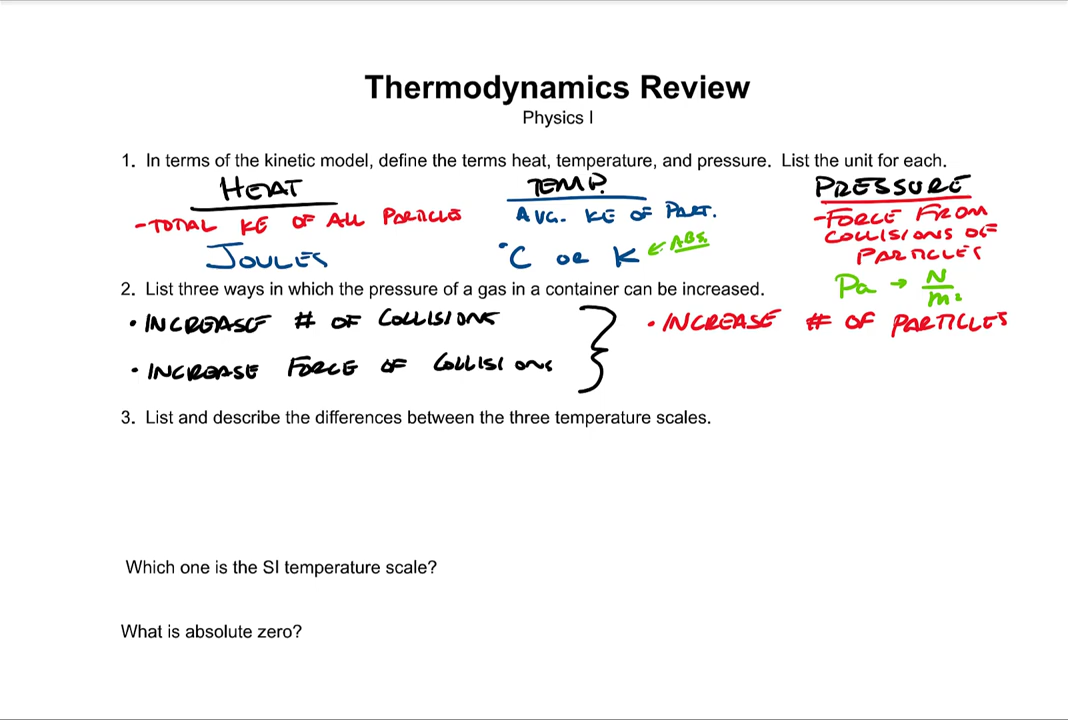 Thermodynamics Review
Physics I
1. In terms of the kinetic model, define the terms heat, temperature, and pressure. List the unit for each.
HEAT
- TOTAL KE OF ALL PARTICLES
JOULES
TEMP.
AVG. KE OF PART.
°C OR K ← ABS.
PRESSURE
- FORCE FROM
COLLISIONS OF
PARTICLES
Pa → N/m²
2. List three ways in which the pressure of a gas in a container can be increased.
• INCREASE # OF COLLISIONS
• INCREASE FORCE OF COLLISIONS
• INCREASE # OF PARTICLES
3. List and describe the differences between the three temperature scales.
Which one is the SI temperature scale?
What is absolute zero?